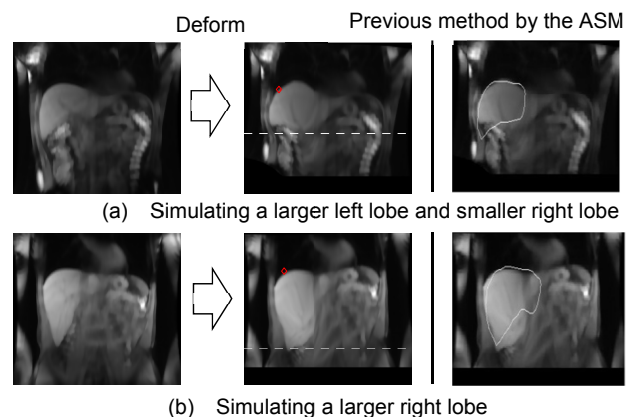 Deform
Previous method by the ASM
(a) Simulating a larger left lobe and smaller right lobe
(b) Simulating a larger right lobe